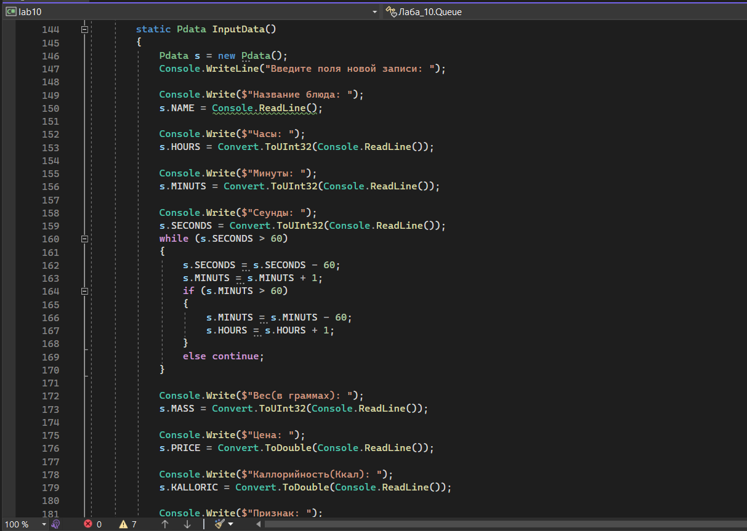 lab10 Лаба_10.Queue
144 static Pdata InputData()
145 {
146 Pdata s = new Pdata();
147 Console.WriteLine("Введите поля новой записи: ");
148
149 Console.Write($"Название блюда: ");
150 s.NAME = Console.ReadLine();
151
152 Console.Write($"Часы: ");
153 s.HOURS = Convert.ToUInt32(Console.ReadLine());
154
155 Console.Write($"Минуты: ");
156 s.MINUTS = Convert.ToUInt32(Console.ReadLine());
157
158 Console.Write($"Сеунды: ");
159 s.SECONDS = Convert.ToUInt32(Console.ReadLine());
160 while (s.SECONDS > 60)
161 {
162 s.SECONDS = s.SECONDS - 60;
163 s.MINUTS = s.MINUTS + 1;
164 if (s.MINUTS > 60)
165 {
166 s.MINUTS = s.MINUTS - 60;
167 s.HOURS = s.HOURS + 1;
168 }
169 else continue;
170 }
171
172 Console.Write($"Вес(в граммах): ");
173 s.MASS = Convert.ToUInt32(Console.ReadLine());
174
175 Console.Write($"Цена: ");
176 s.PRICE = Convert.ToDouble(Console.ReadLine());
177
178 Console.Write($"Каллорийность(Ккал): ");
179 s.KALLORIC = Convert.ToDouble(Console.ReadLine());
180
181 Console.Write($"Признак: ");
100 % 0 7